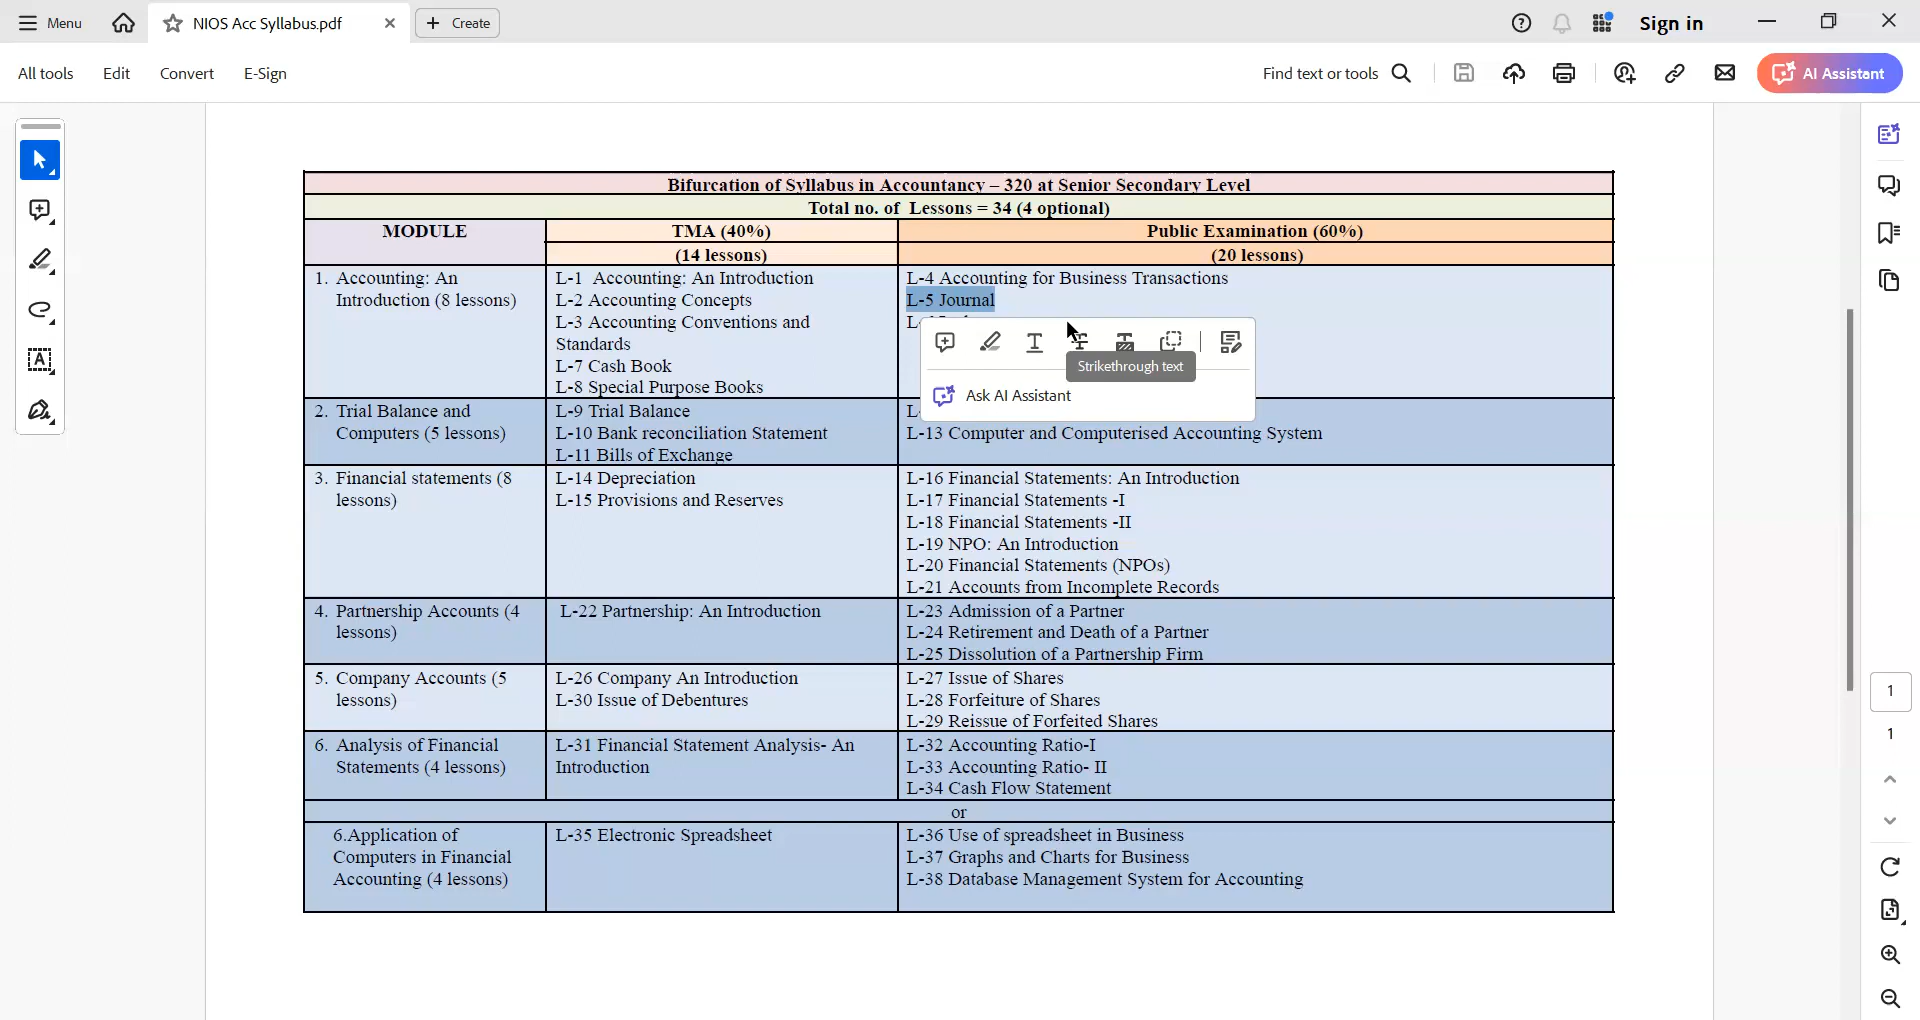 Menu
NIOS Acc Syllabus.pdf
Create
Sign in
All tools
Edit
Convert
E-Sign
Find text or tools
AI Assistant
Bifurcation of Syllabus in Accountancy – 320 at Senior Secondary Level
Total no. of Lessons = 34 (4 optional)
MODULE
TMA (40%)
(14 lessons)
Public Examination (60%)
(20 lessons)
1. Accounting: An
Introduction (8 lessons)
L-1 Accounting: An Introduction
L-2 Accounting Concepts
L-3 Accounting Conventions and
Standards
L-7 Cash Book
L-8 Special Purpose Books
L-4 Accounting for Business Transactions
L-5 Journal
Strikethrough text
Ask AI Assistant
2. Trial Balance and
Computers (5 lessons)
L-9 Trial Balance
L-10 Bank reconciliation Statement
L-11 Bills of Exchange
L-13 Computer and Computerised Accounting System
3. Financial statements (8
lessons)
L-14 Depreciation
L-15 Provisions and Reserves
L-16 Financial Statements: An Introduction
L-17 Financial Statements -I
L-18 Financial Statements -II
L-19 NPO: An Introduction
L-20 Financial Statements (NPOs)
L-21 Accounts from Incomplete Records
4. Partnership Accounts (4
lessons)
L-22 Partnership: An Introduction
L-23 Admission of a Partner
L-24 Retirement and Death of a Partner
L-25 Dissolution of a Partnership Firm
5. Company Accounts (5
lessons)
L-26 Company An Introduction
L-30 Issue of Debentures
L-27 Issue of Shares
L-28 Forfeiture of Shares
L-29 Reissue of Forfeited Shares
6. Analysis of Financial
Statements (4 lessons)
L-31 Financial Statement Analysis- An
Introduction
L-32 Accounting Ratio-I
L-33 Accounting Ratio- II
L-34 Cash Flow Statement
or
6.Application of
Computers in Financial
Accounting (4 lessons)
L-35 Electronic Spreadsheet
L-36 Use of spreadsheet in Business
L-37 Graphs and Charts for Business
L-38 Database Management System for Accounting
1
1